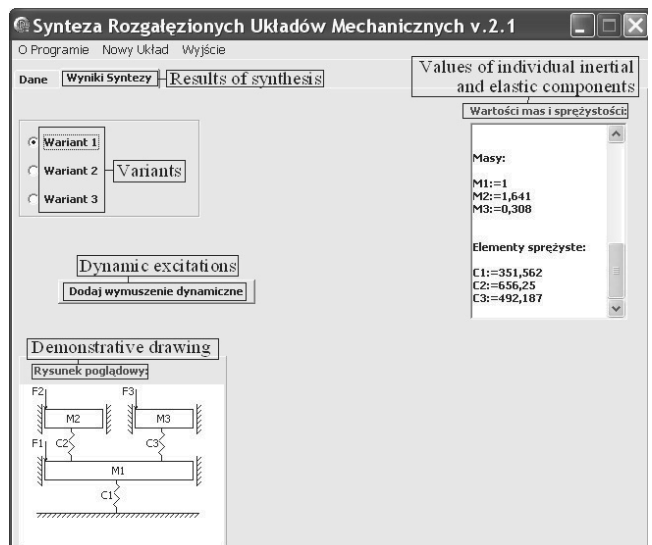 Synteza Rozgałęzionych Układów Mechanicznych v.2.1
O Programie Nowy Układ Wyjście
Dane Wyniki Syntezy Results of synthesis
Values of individual inertial
and elastic components
Wartości mas i sprężystości:
Wariant 1
Wariant 2
Wariant 3
Variants
Masy:
M1:=1
M2:=1,641
M3:=0,308
Elementy sprężyste:
C1:=351,562
C2:=656,25
C3:=492,187
Dynamic excitations
Dodaj wymuszenie dynamiczne
Demonstrative drawing
Rysunek poglądowy:
F2 F3
M2 M3
F1 C2 C3
M1
C1